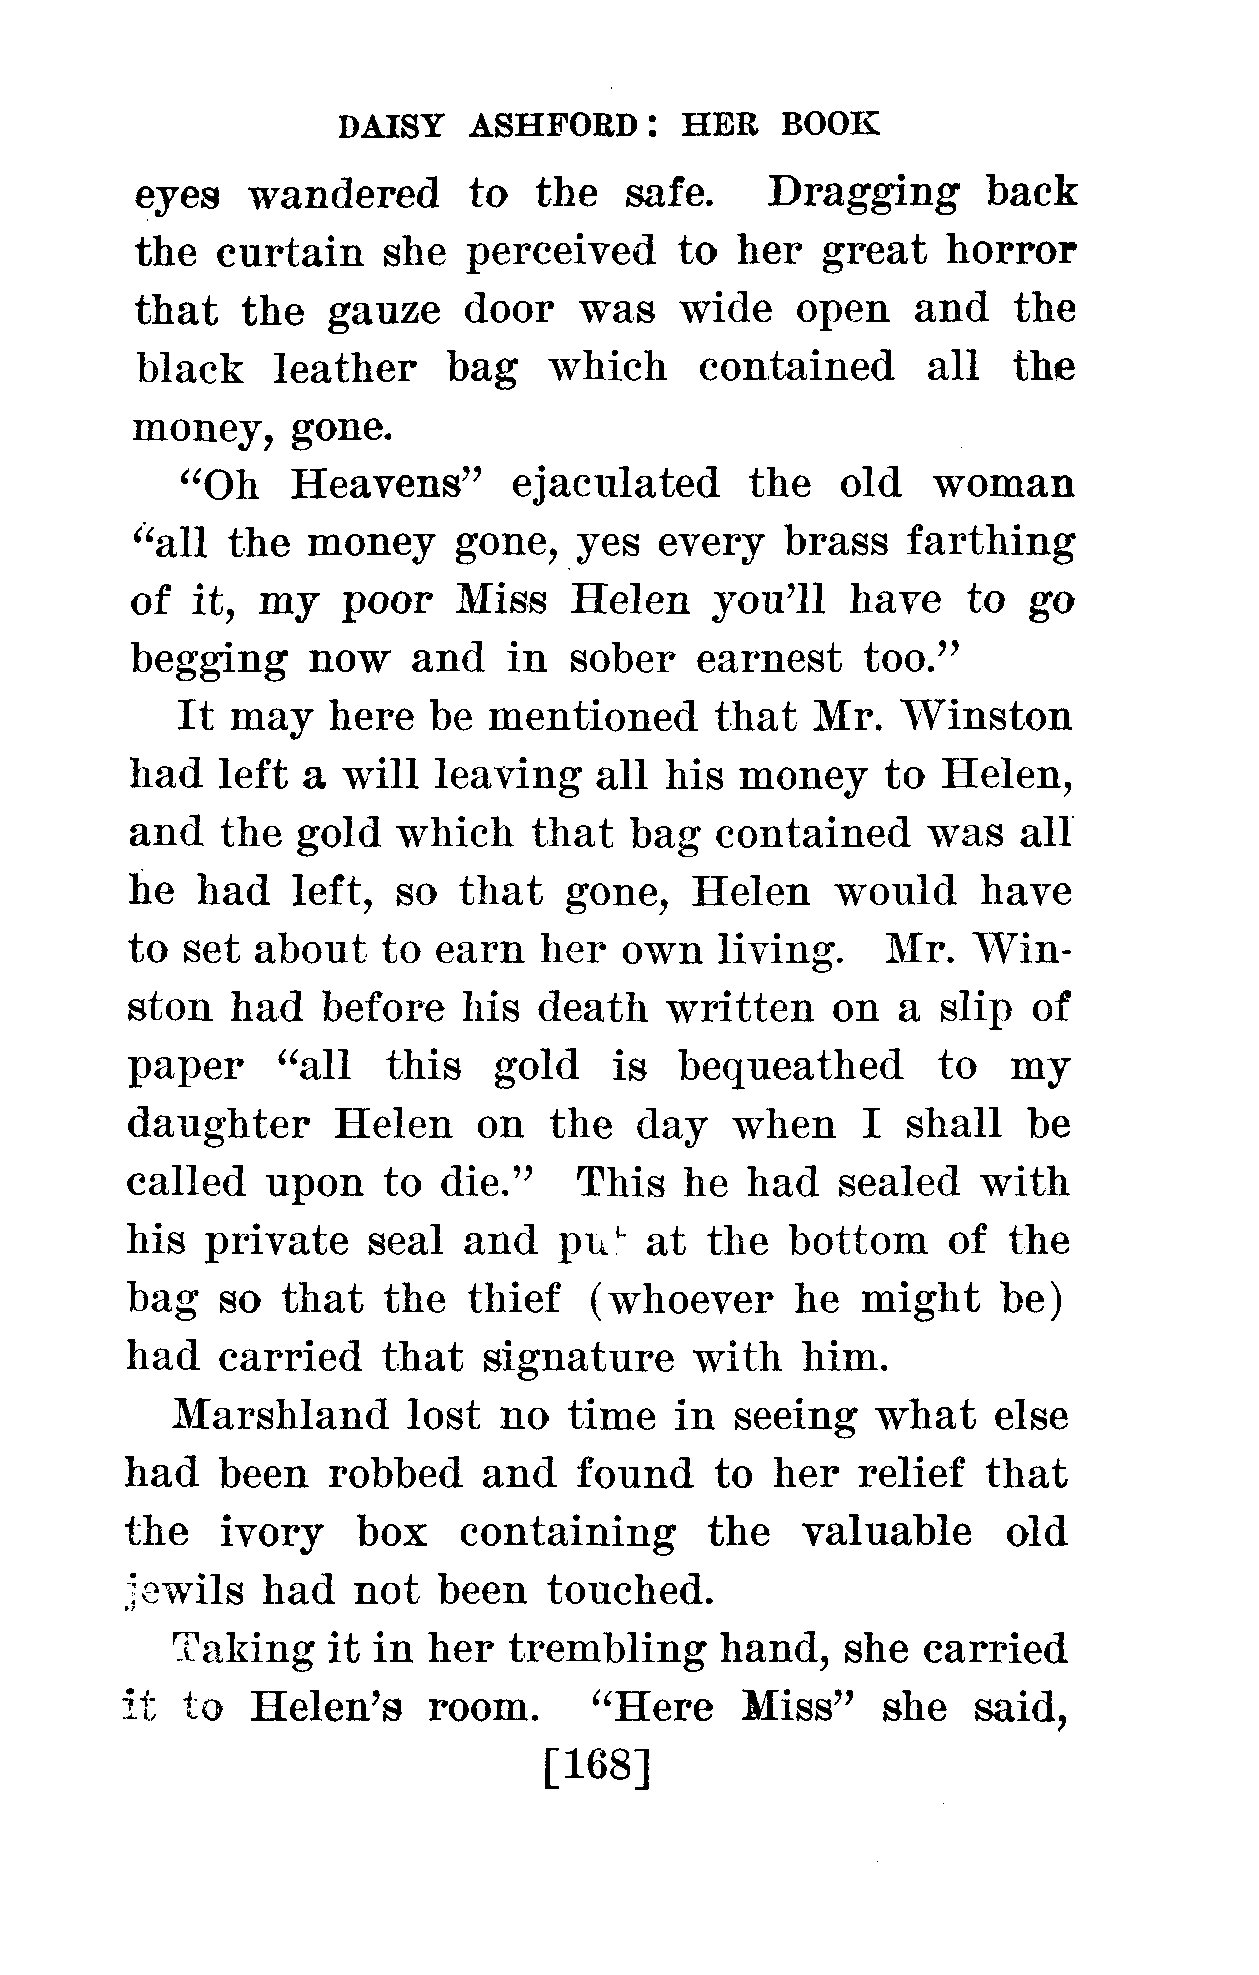 DAISY ASHFORD: HER BOOK
eyes wandered to the safe. Dragging back
the curtain she perceived to her great horror
that the gauze door was wide open and the
black leather bag which contained all the
money, gone.
“Oh Heavens” ejaculated the old woman
“all the money gone, yes every brass farthing
of it, my poor Miss Helen you’ll have to go
begging now and in sober earnest too.”
It may here be mentioned that Mr. Winston
had left a will leaving all his money to Helen,
and the gold which that bag contained was all
he had left, so that gone, Helen would have
to set about to earn her own living. Mr. Win-
ston had before his death written on a slip of
paper “all this gold is bequeathed to my
daughter Helen on the day when I shall be
called upon to die.” This he had sealed with
his private seal and put at the bottom of the
bag so that the thief (whoever he might be)
had carried that signature with him.
Marshland lost no time in seeing what else
had been robbed and found to her relief that
the ivory box containing the valuable old
jewils had not been touched.
Taking it in her trembling hand, she carried
it to Helen’s room. “Here Miss” she said,
[168]